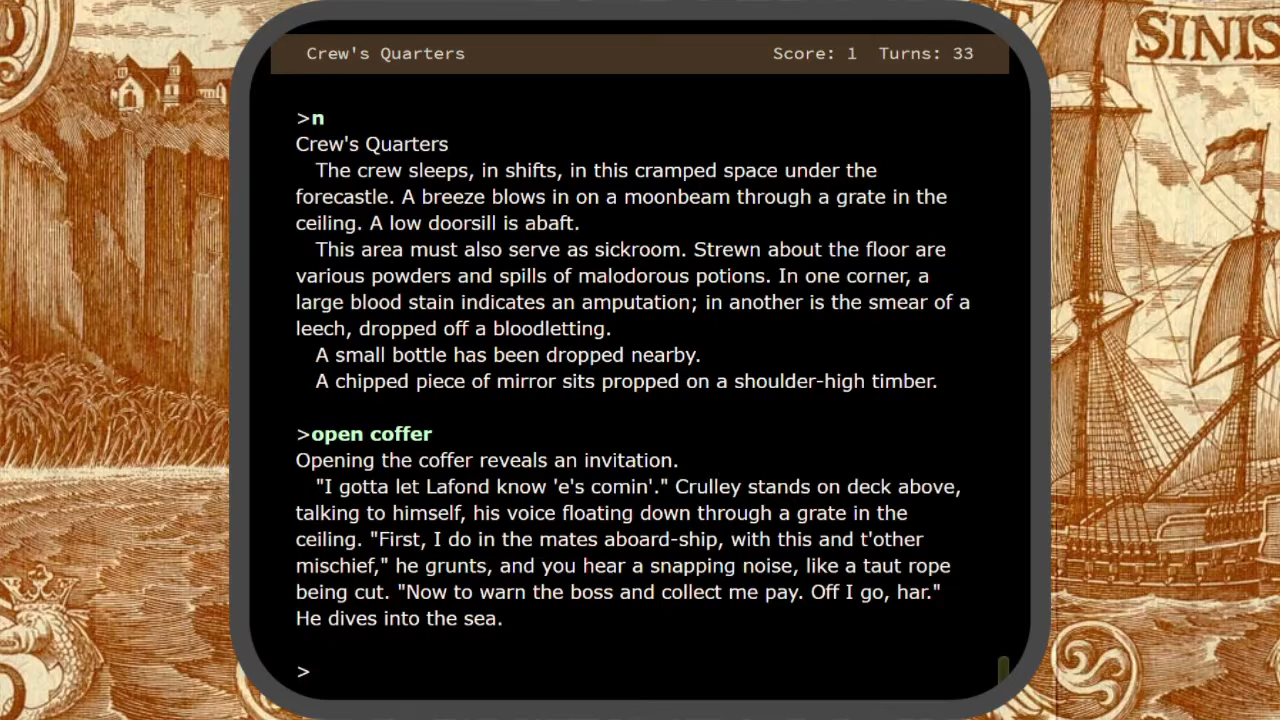 SINIS
Crew's Quarters Score: 1 Turns: 33
>n
Crew's Quarters
The crew sleeps, in shifts, in this cramped space under the
forecastle. A breeze blows in on a moonbeam through a grate in the
ceiling. A low doorsill is abaft.
This area must also serve as sickroom. Strewn about the floor are
various powders and spills of malodorous potions. In one corner, a
large blood stain indicates an amputation; in another is the smear of a
leech, dropped off a bloodletting.
A small bottle has been dropped nearby.
A chipped piece of mirror sits propped on a shoulder-high timber.
>open coffer
Opening the coffer reveals an invitation.
"I gotta let Lafond know 'e's comin'." Crulley stands on deck above,
talking to himself, his voice floating down through a grate in the
ceiling. "First, I do in the mates aboard-ship, with this and t'other
mischief," he grunts, and you hear a snapping noise, like a taut rope
being cut. "Now to warn the boss and collect me pay. Off I go, har."
He dives into the sea.
>